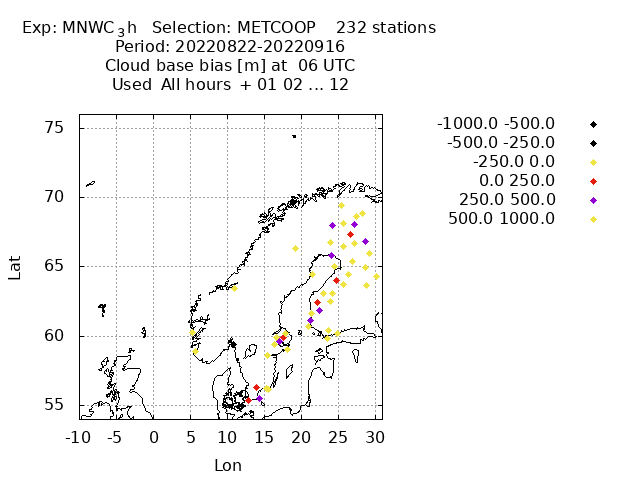 Exp: MNWC_3h   Selection: METCOOP    232 stations
Period: 20220822-20220916
Cloud base bias [m] at  06 UTC
Used  All hours  + 01 02 ... 12
-1000.0 -500.0
-500.0 -250.0
-250.0 0.0
0.0 250.0
250.0 500.0
500.0 1000.0
75
70
65
60
55
Lat
-10 -5 0 5 10 15 20 25 30
Lon